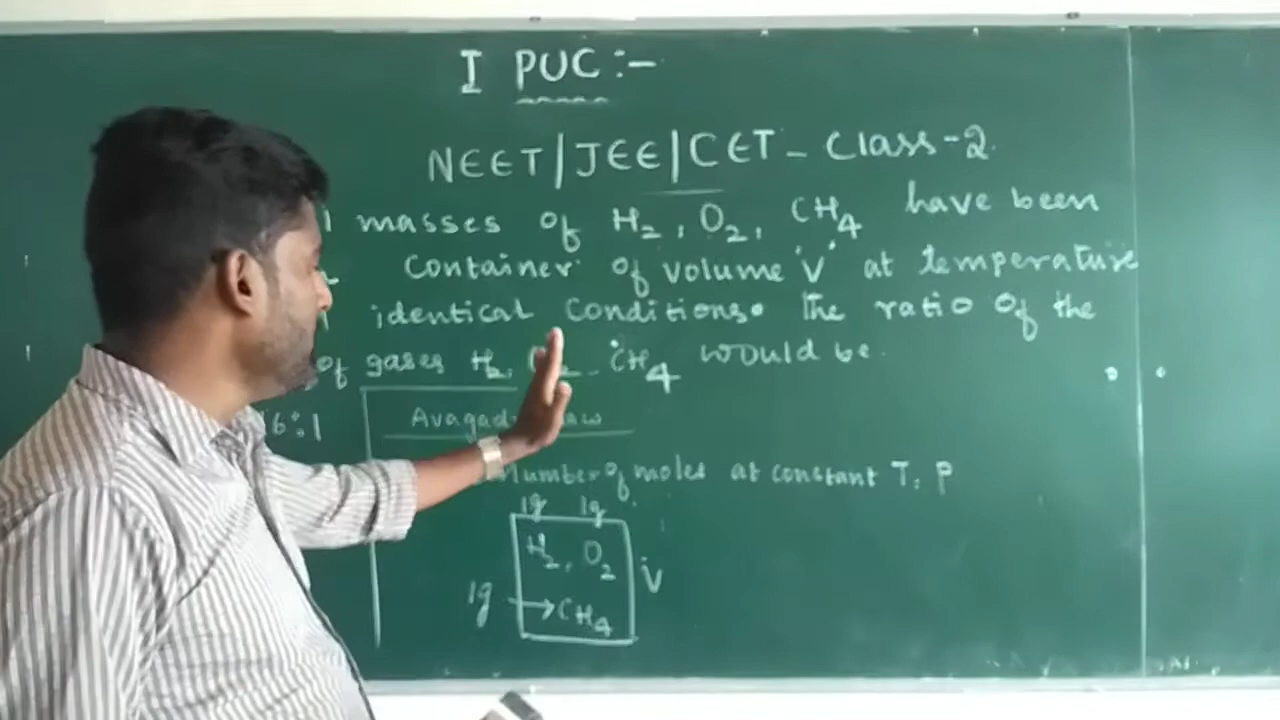 I PUC :-
NEET/JEE/CET - Class-2.
masses of H2, O2, CH4 have been
Container of volume 'V' at temperature
identical Conditions. The ratio of the
of gases H2, CH4 would be.
6:1
Number of moles at constant T, P
1g 1g
H2, O2
V
1g → CH4